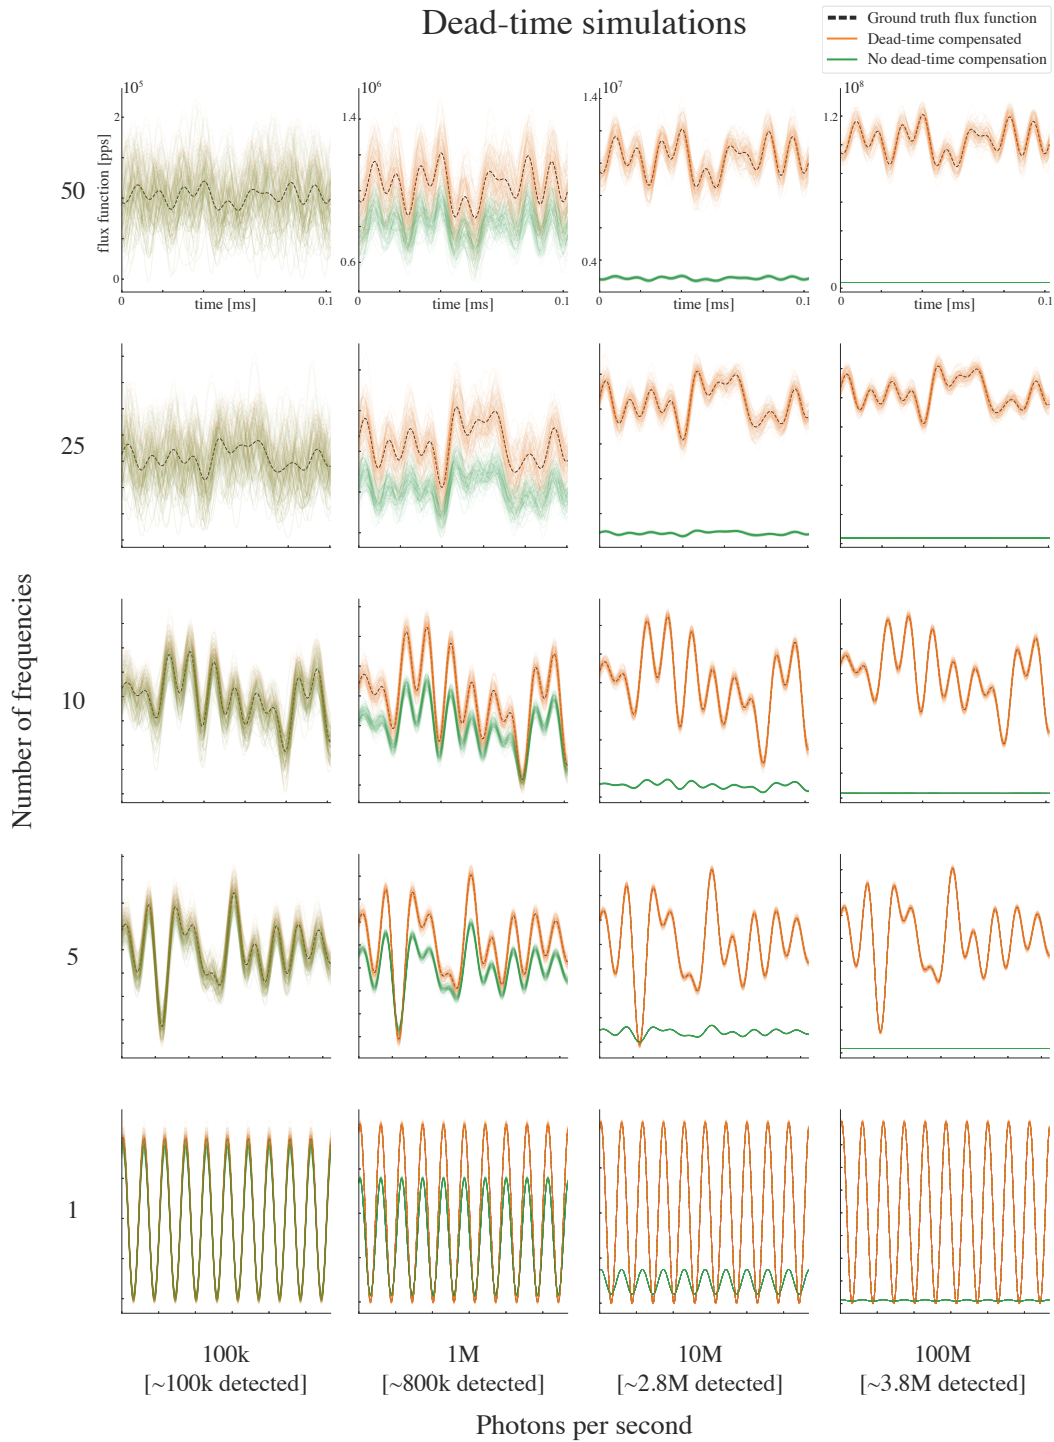 Dead-time simulations
Ground truth flux function
Dead-time compensated
No dead-time compensation
10⁵
10⁶
10⁷
10⁸
2
0
flux function [pps]
1.4
0.6
1.4
0.4
1.2
0
0
time [ms]
0.1
0
time [ms]
0.1
0
time [ms]
0.1
0
time [ms]
0.1
Number of frequencies
50
25
10
5
1
100k
[~100k detected]
1M
[~800k detected]
10M
[~2.8M detected]
100M
[~3.8M detected]
Photons per second